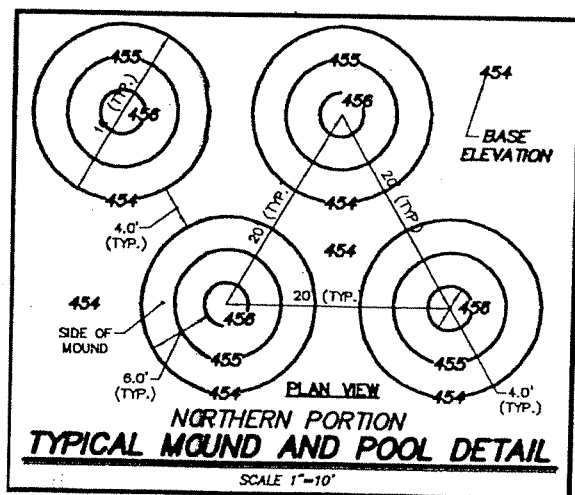 455
455
454
456
456
BASE
ELEVATION
454
454
4.0'
(TYP.)
20' (TYP.)
20' (TYP.)
454
454
20' (TYP.)
SIDE OF
MOUND
456
456
455
455
6.0'
(TYP.)
454
454
4.0'
(TYP.)
PLAN VIEW
NORTHERN PORTION
TYPICAL MOUND AND POOL DETAIL
SCALE 1"=10'